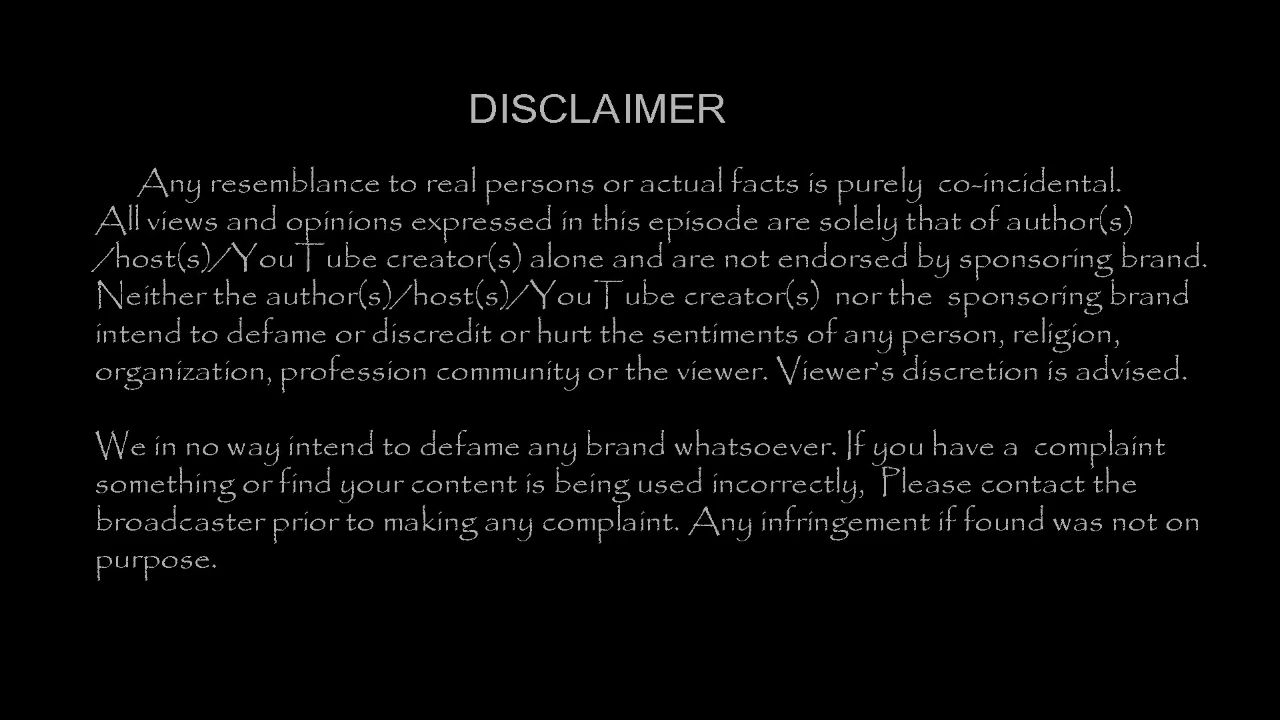 DISCLAIMER
Any resemblance to real persons or actual facts is purely co-incidental.
All views and opinions expressed in this episode are solely that of author(s)
/host(s)/YouTube creator(s) alone and are not endorsed by sponsoring brand.
Neither the author(s)/host(s)/YouTube creator(s) nor the sponsoring brand
intend to defame or discredit or hurt the sentiments of any person, religion,
organization, profession community or the viewer. Viewer's discretion is advised.
We in no way intend to defame any brand whatsoever. If you have a complaint
something or find your content is being used incorrectly, Please contact the
broadcaster prior to making any complaint. Any infringement if found was not on
purpose.